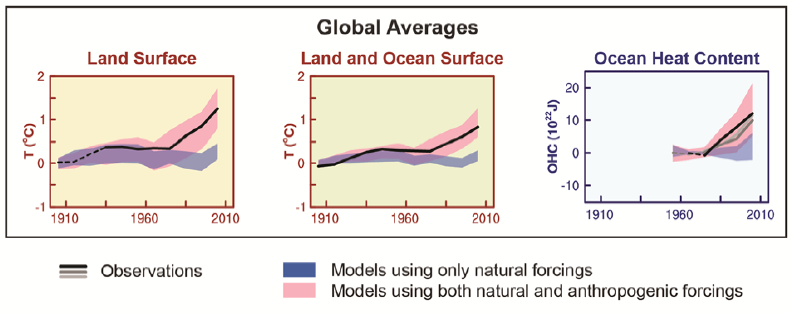 Global Averages
Land Surface
Land and Ocean Surface
Ocean Heat Content
2
1
0
-1
T (°C)
1910
1960
2010
2
1
0
-1
T (°C)
1910
1960
2010
20
10
0
-10
OHC (10²²J)
1910
1960
2010
Observations
Models using only natural forcings
Models using both natural and anthropogenic forcings